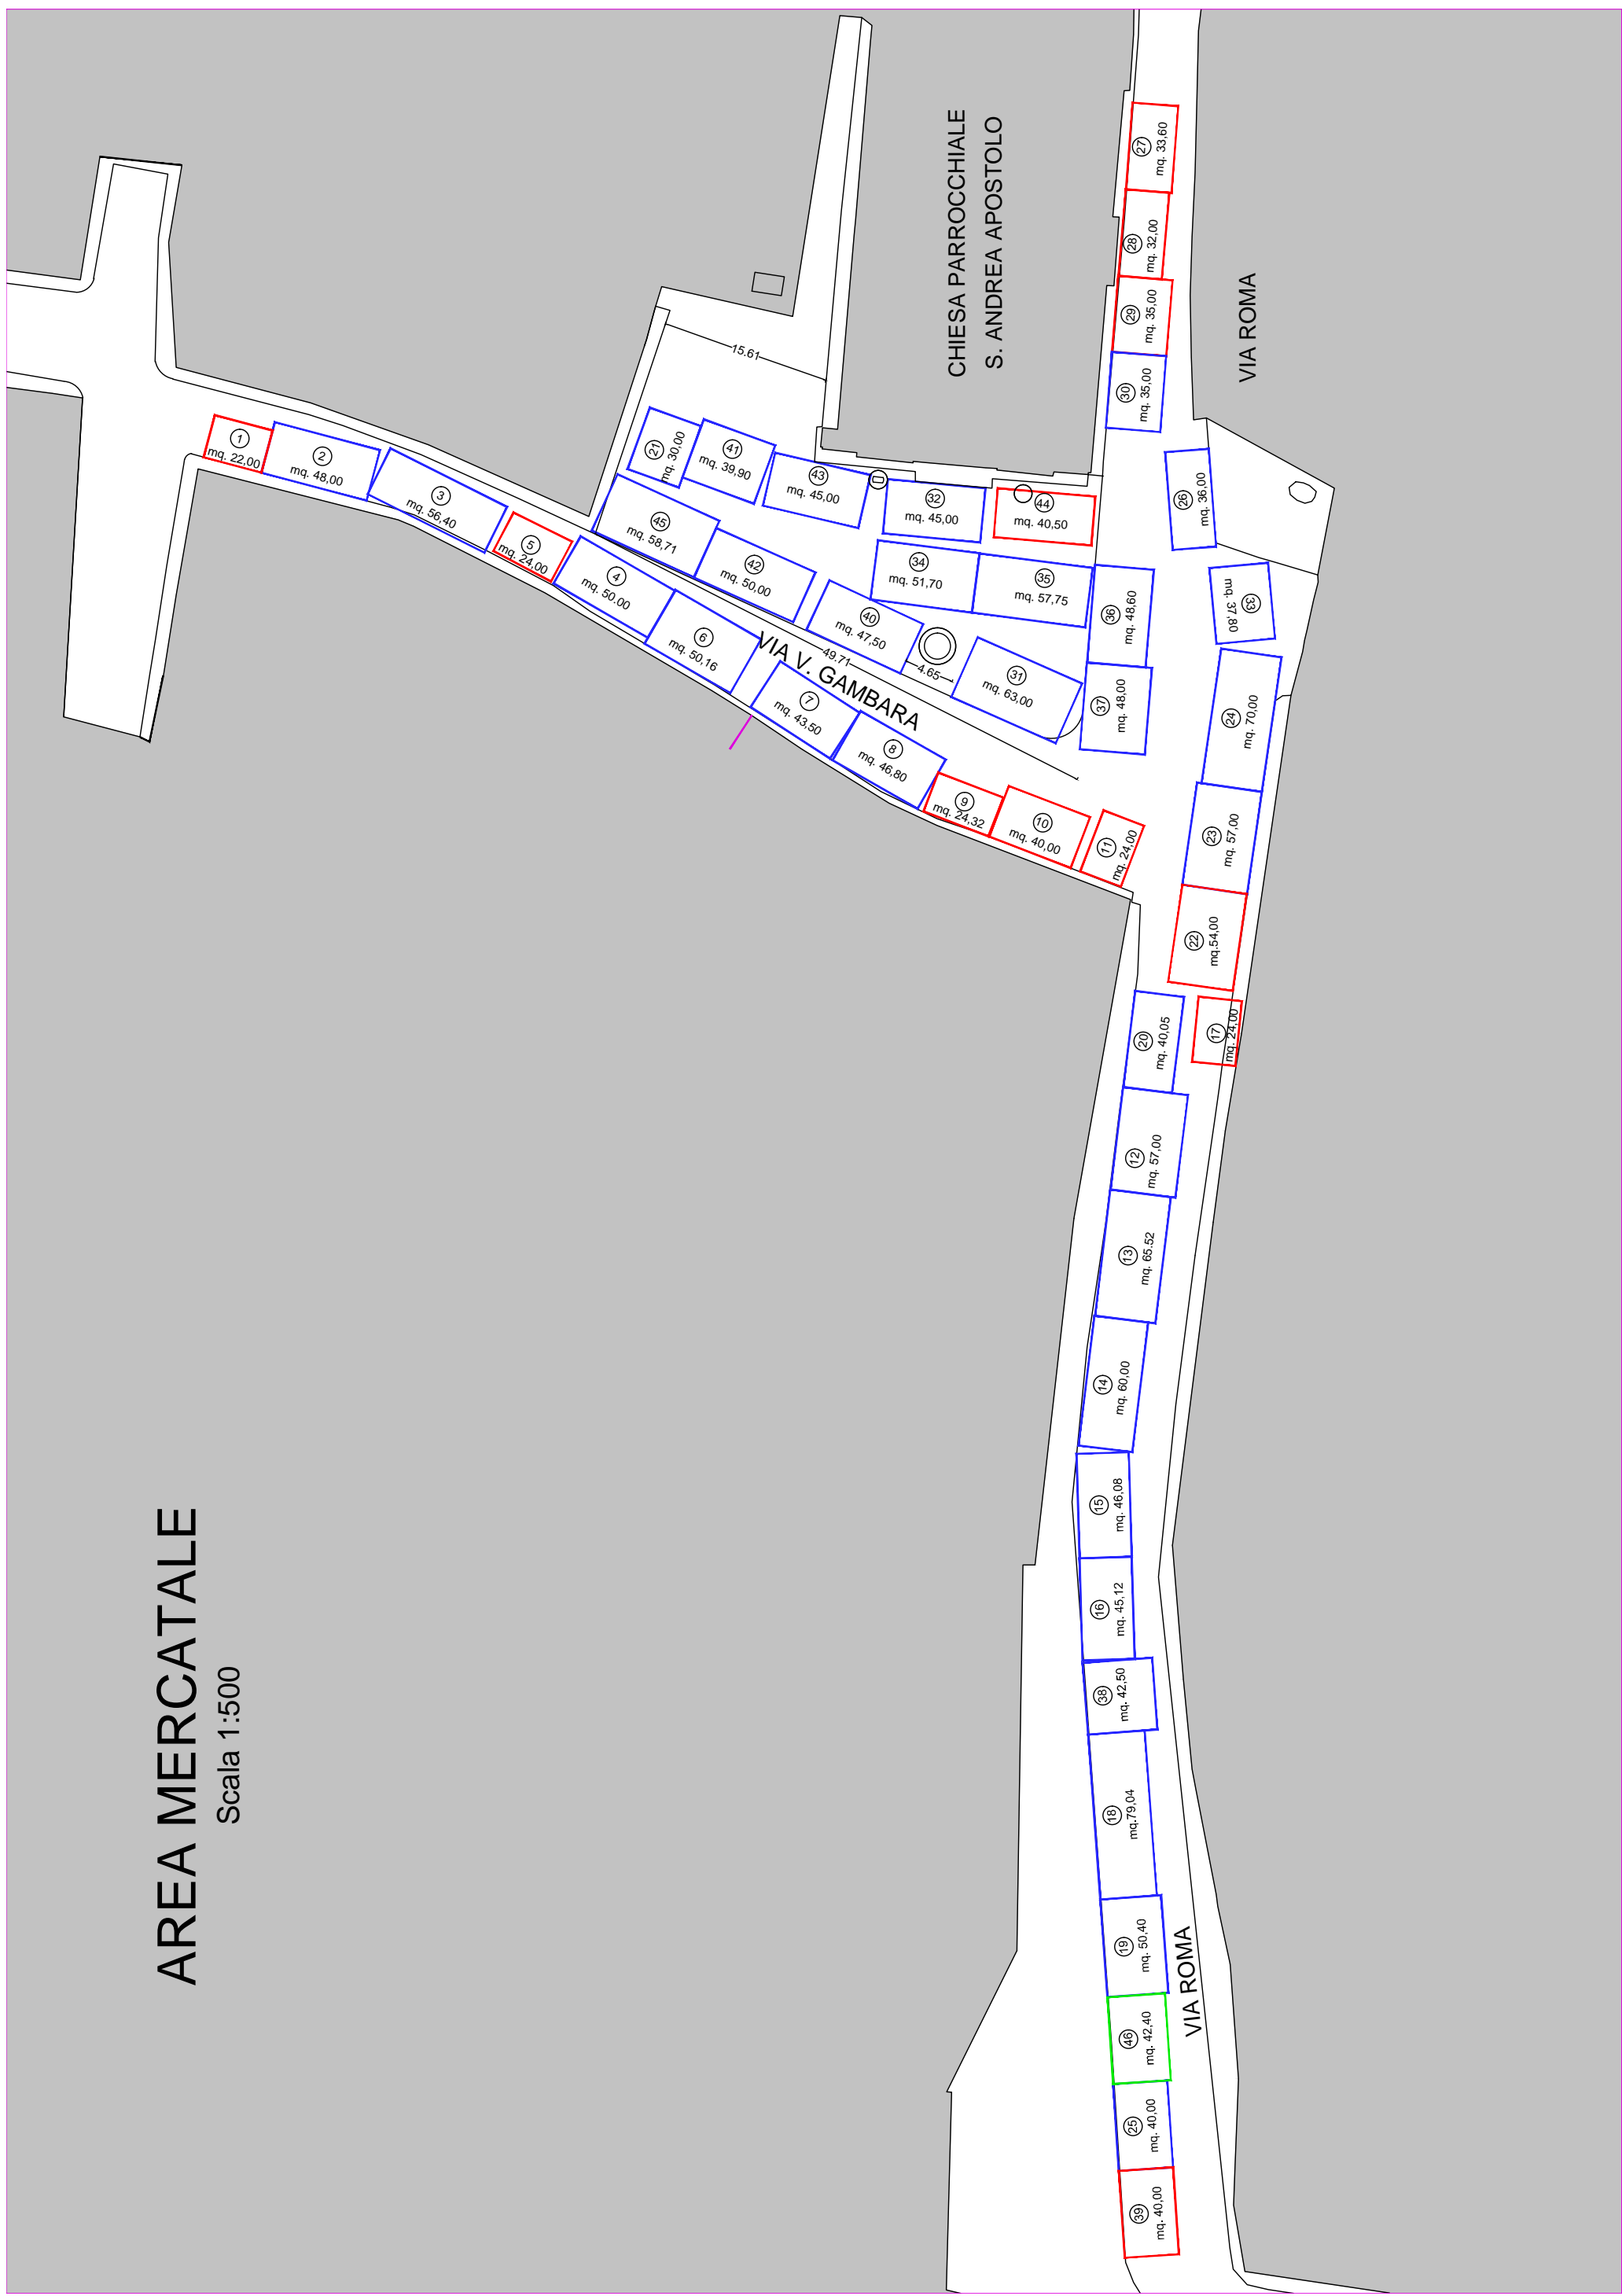 AREA MERCATALE
Scala 1:500
CHIESA PARROCCHIALE
S. ANDREA APOSTOLO
VIA ROMA
VIA V. GAMBARA
VIA ROMA
15.61
49.71
4.65
1
mq. 22,00
2
mq. 48,00
3
mq. 56,40
5
mq. 24,00
4
mq. 50.00
6
mq. 50,16
7
mq. 43,50
8
mq. 46,80
9
mq. 24,32
10
mq. 40,00
11
mq. 24,00
21
mq. 30,00
41
mq. 39,90
43
mq. 45,00
32
mq. 45,00
44
mq. 40,50
45
mq. 58,71
42
mq. 50,00
40
mq. 47,50
34
mq. 51,70
35
mq. 57,75
31
mq. 63,00
36
mq. 48,60
37
mq. 48,00
27
mq. 33,60
28
mq. 32,00
29
mq. 35,00
30
mq. 35,00
26
mq. 36,00
33
mq. 37,80
24
mq. 70,00
23
mq. 57,00
22
mq.54,00
17
mq. 24,00
20
mq. 40,05
12
mq. 57,00
13
mq. 65.52
14
mq. 60,00
15
mq. 46,08
16
mq. 45,12
38
mq. 42,50
18
mq.79,04
19
mq. 50,40
46
mq. 42,40
25
mq. 40,00
39
mq. 40,00